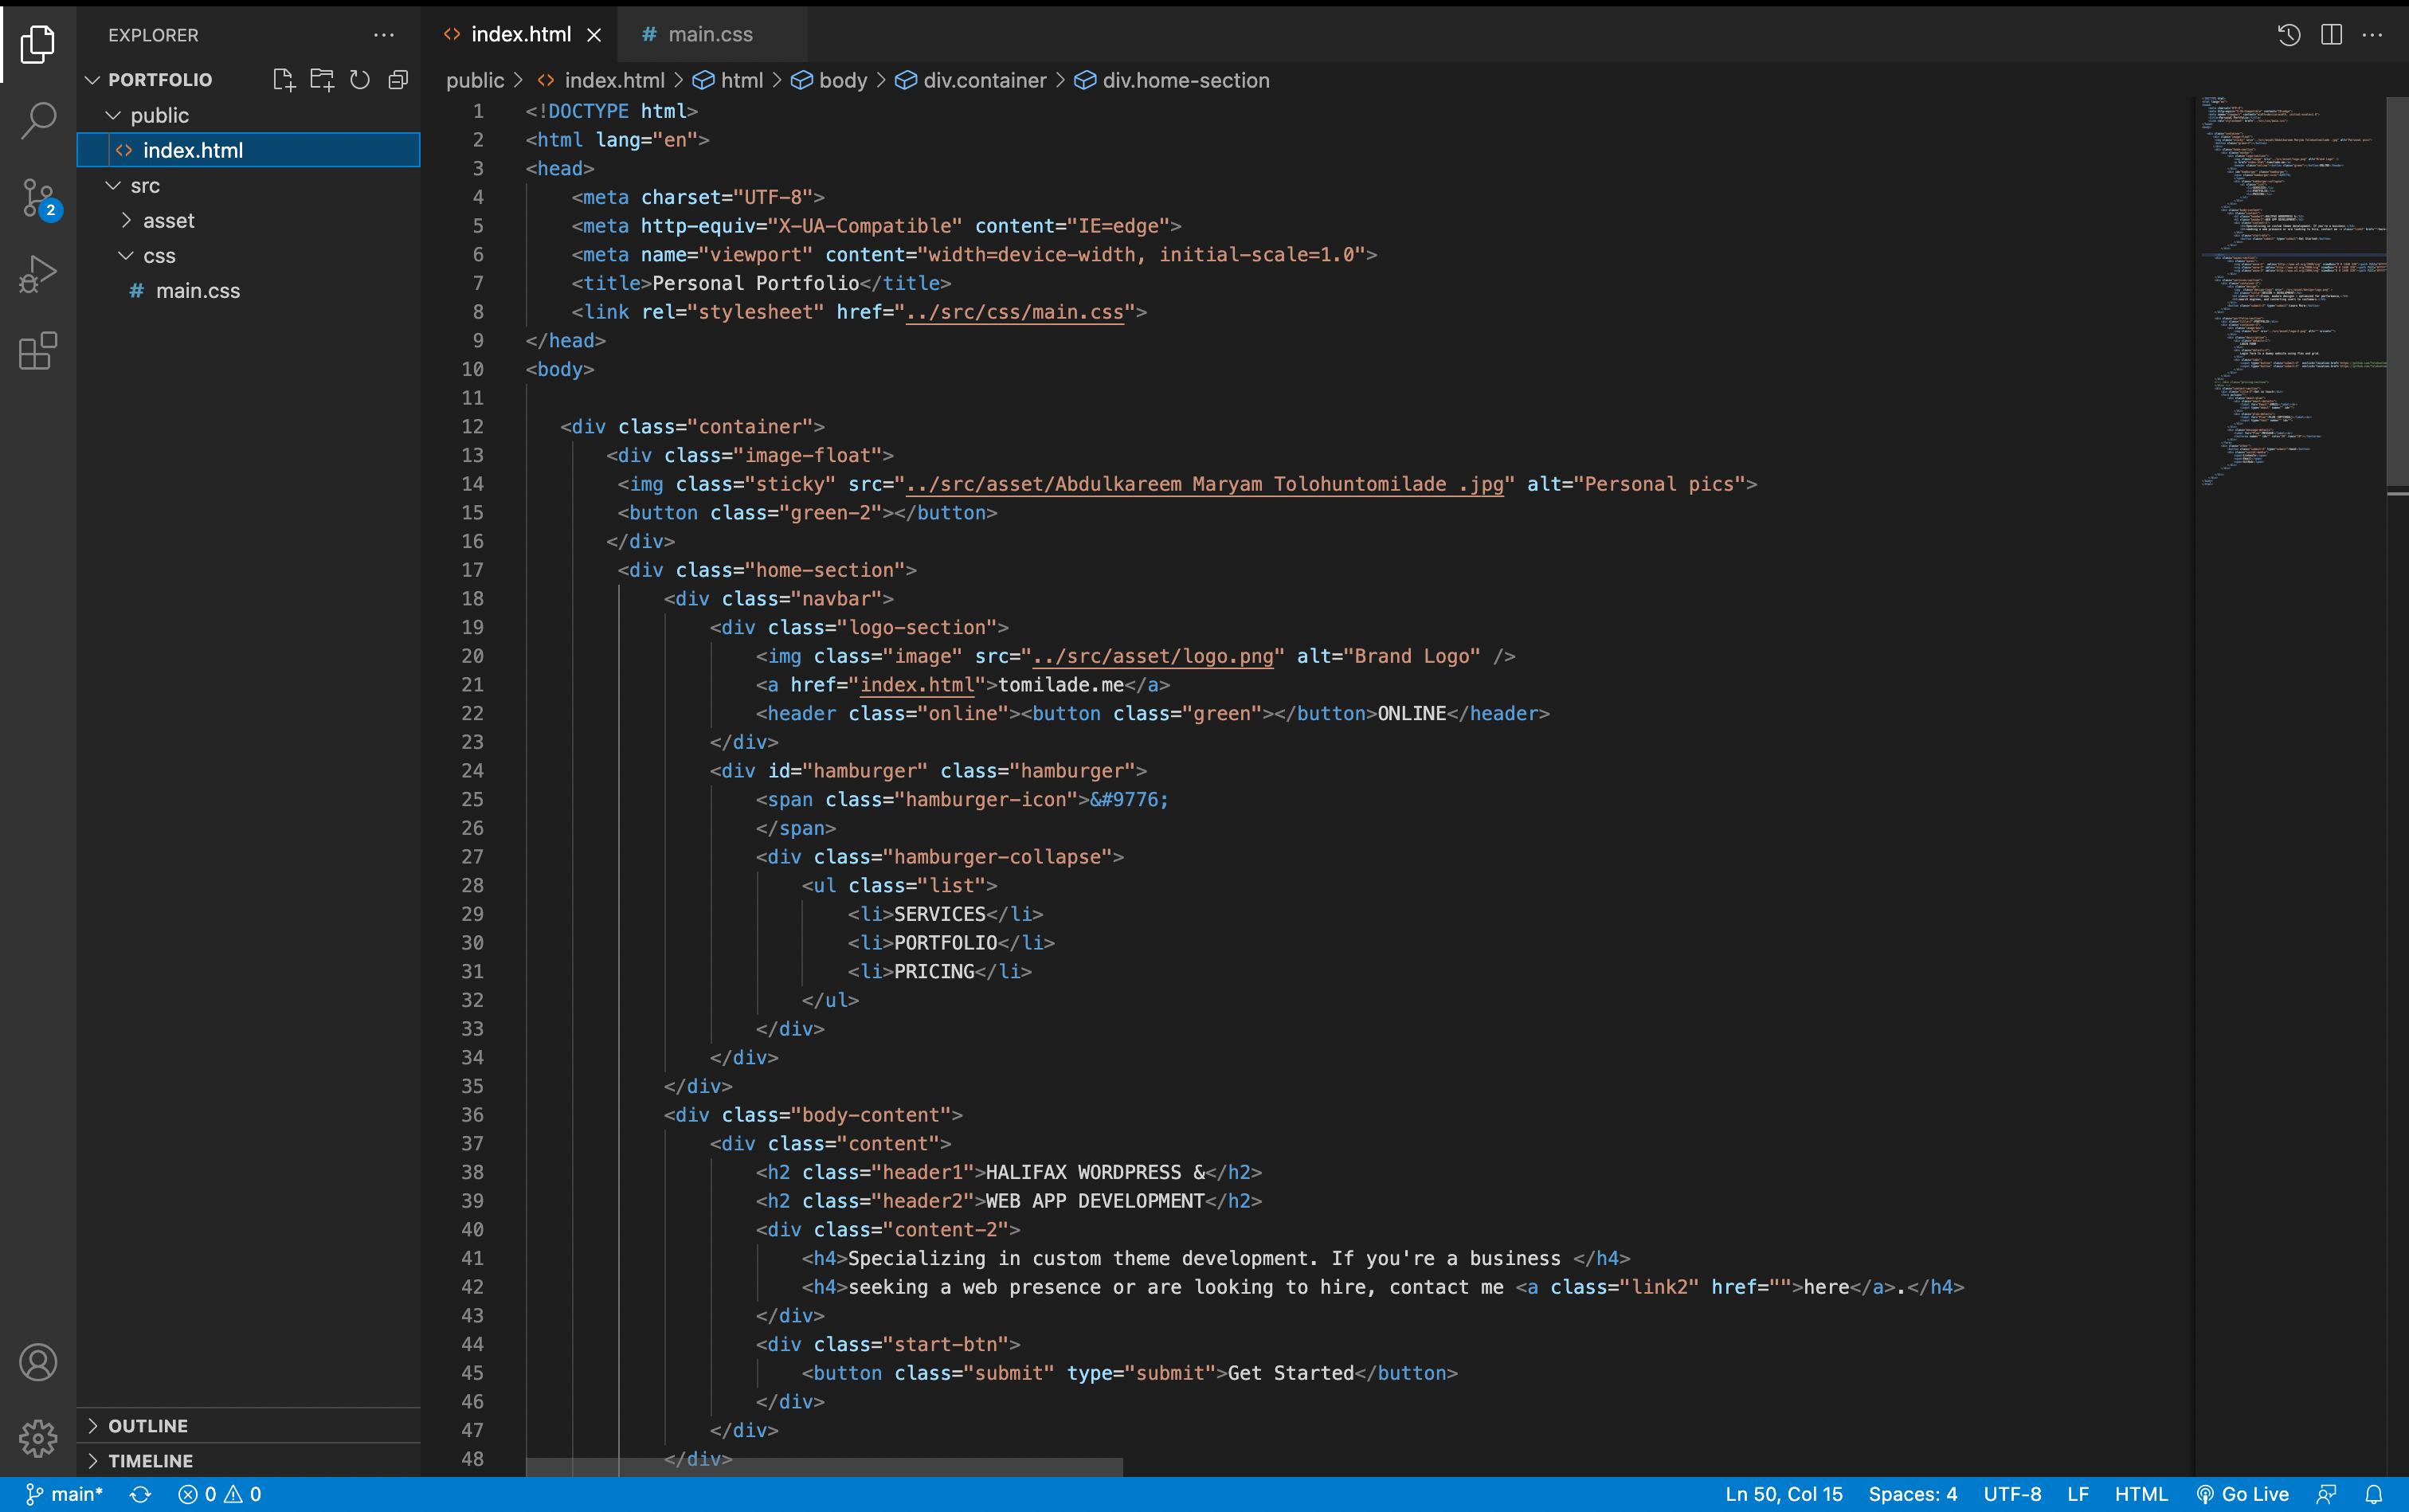 EXPLORER
PORTFOLIO
public
index.html
src
asset
css
main.css
2
OUTLINE
TIMELINE
index.html
main.css
public > index.html > html > body > div.container > div.home-section
1 <!DOCTYPE html>
2 <html lang="en">
3 <head>
4 <meta charset="UTF-8">
5 <meta http-equiv="X-UA-Compatible" content="IE=edge">
6 <meta name="viewport" content="width=device-width, initial-scale=1.0">
7 <title>Personal Portfolio</title>
8 <link rel="stylesheet" href="../src/css/main.css">
9 </head>
10 <body>
11
12 <div class="container">
13 <div class="image-float">
14 <img class="sticky" src="../src/asset/Abdulkareem Maryam Tolohuntomilade .jpg" alt="Personal pics">
15 <button class="green-2"></button>
16 </div>
17 <div class="home-section">
18 <div class="navbar">
19 <div class="logo-section">
20 <img class="image" src="../src/asset/logo.png" alt="Brand Logo" />
21 <a href="index.html">tomilade.me</a>
22 <header class="online"><button class="green"></button>ONLINE</header>
23 </div>
24 <div id="hamburger" class="hamburger">
25 <span class="hamburger-icon">&#9776;
26 </span>
27 <div class="hamburger-collapse">
28 <ul class="list">
29 <li>SERVICES</li>
30 <li>PORTFOLIO</li>
31 <li>PRICING</li>
32 </ul>
33 </div>
34 </div>
35 </div>
36 <div class="body-content">
37 <div class="content">
38 <h2 class="header1">HALIFAX WORDPRESS &</h2>
39 <h2 class="header2">WEB APP DEVELOPMENT</h2>
40 <div class="content-2">
41 <h4>Specializing in custom theme development. If you're a business </h4>
42 <h4>seeking a web presence or are looking to hire, contact me <a class="link2" href="">here</a>.</h4>
43 </div>
44 <div class="start-btn">
45 <button class="submit" type="submit">Get Started</button>
46 </div>
47 </div>
48 </div>
main* 0 0 Ln 50, Col 15 Spaces: 4 UTF-8 LF HTML Go Live